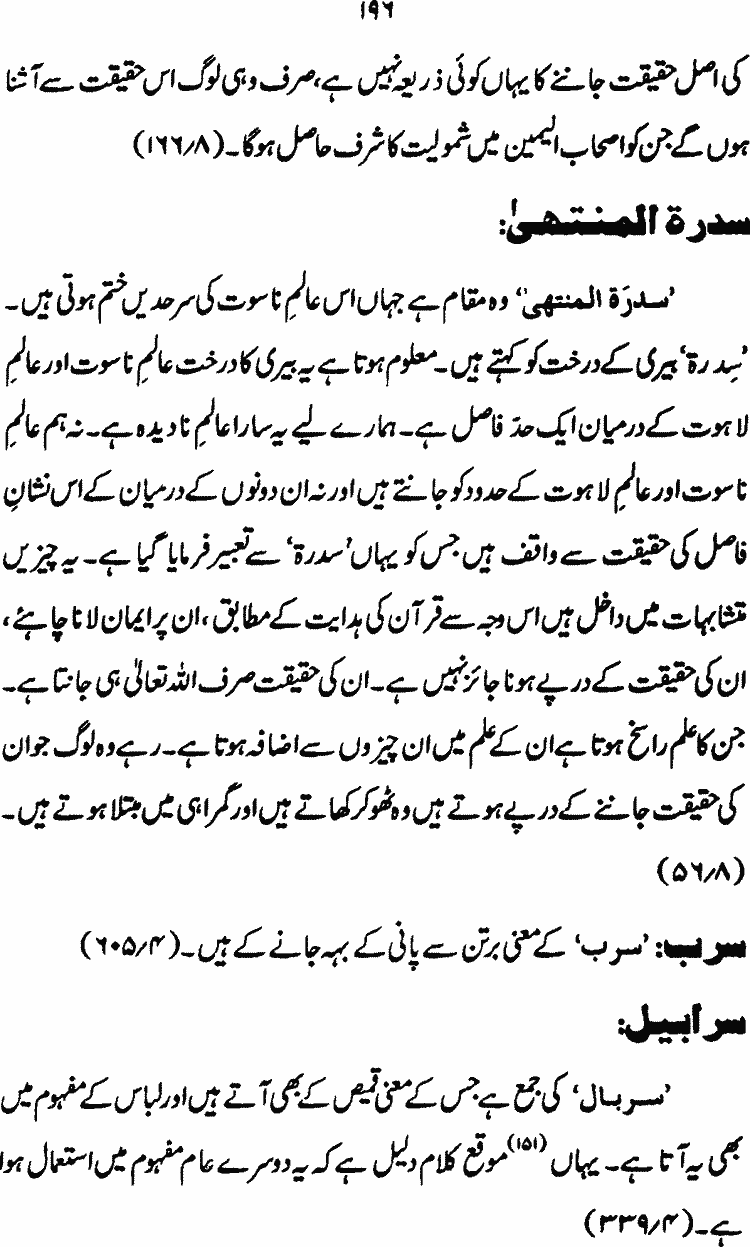 ۱۹۶
کی اصل حقیقت جاننے کا یہاں کوئی ذریعہ نہیں ہے، صرف وہی لوگ اس حقیقت سے آشنا
ہوں گے جن کو اصحاب الیمین میں شمولیت کا شرف حاصل ہوگا۔ (۱۶۶/۸)
سدرة المنتهىٰ:
’سدرَة المنتهىٰ‘ وہ مقام ہے جہاں اس عالمِ ناسوت کی سرحدیں ختم ہوتی ہیں۔
’سِدرة‘ بیری کے درخت کو کہتے ہیں۔ معلوم ہوتا ہے یہ بیری کا درخت عالمِ ناسوت اور عالمِ
لاہوت کے درمیان ایک حدّ فاصل ہے۔ ہمارے لیے یہ سارا عالمِ نادیدہ ہے۔ نہ ہم عالمِ
ناسوت اور عالمِ لاہوت کے حدود کو جانتے ہیں اور نہ ان دونوں کے درمیان کے اس نشانِ
فاصل کی حقیقت سے واقف ہیں جس کو یہاں ’سدرة‘ سے تعبیر فرمایا گیا ہے۔ یہ چیزیں
متشابہات میں داخل ہیں اس وجہ سے قرآن کی ہدایت کے مطابق، ان پر ایمان لانا چاہئے،
ان کی حقیقت کے درپے ہونا جائز نہیں ہے۔ ان کی حقیقت صرف اللہ تعالیٰ ہی جانتا ہے۔
جن کا علم راسخ ہوتا ہے ان کے علم میں ان چیزوں سے اضافہ ہوتا ہے۔ رہے وہ لوگ جو ان
کی حقیقت جاننے کے درپے ہوتے ہیں وہ ٹھوکر کھاتے ہیں اور گمراہی میں مبتلا ہوتے ہیں۔
(۵۶/۸)
سرب: ’سرب‘ کے معنی برتن سے پانی کے بہہ جانے کے ہیں۔ (۶۰۵/۴)
سرابیل:
’سربال‘ کی جمع ہے جس کے معنی قمیص کے بھی آتے ہیں اور لباس کے مفہوم میں
بھی یہ آتا ہے۔ یہاں (۱۵۱) موقع کلام دلیل ہے کہ یہ دوسرے عام مفہوم میں استعمال ہوا
ہے۔ (۳۳۹/۴)